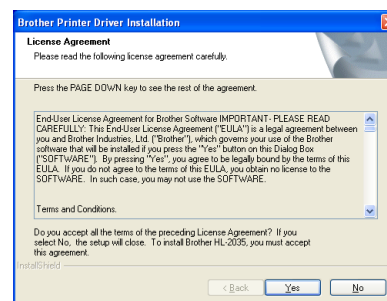 Brother Printer Driver Installation
License Agreement
Please read the following license agreement carefully.
Press the PAGE DOWN key to see the rest of the agreement.
End-User License Agreement for Brother Software IMPORTANT- PLEASE READ
CAREFULLY: This End-User License Agreement ("EULA") is a legal agreement between
you and Brother Industries, Ltd. ("Brother"), which governs your use of the Brother
software that will be installed if you press the "Yes" button on this Dialog Box
("SOFTWARE"). By pressing "Yes", you agree to be legally bound by the terms of this
EULA. If you do not agree to the terms of this EULA, you obtain no license to the
SOFTWARE. In such case, you may not use the SOFTWARE.
Terms and Conditions.
Do you accept all the terms of the preceding License Agreement? If you
select No, the setup will close. To install Brother HL-2035, you must accept
this agreement.
InstallShield
< Back Yes No